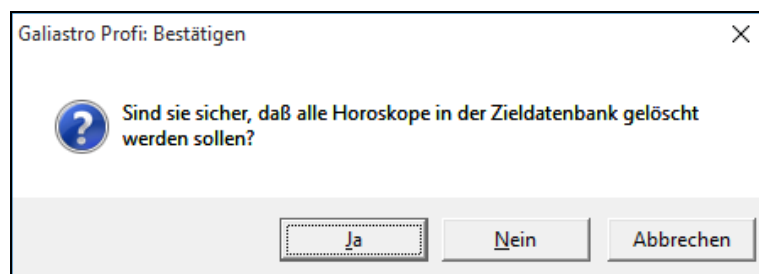 Galiastro Profi: Bestätigen
Sind sie sicher, daß alle Horoskope in der Zieldatenbank gelöscht
werden sollen?
Ja
Nein
Abbrechen